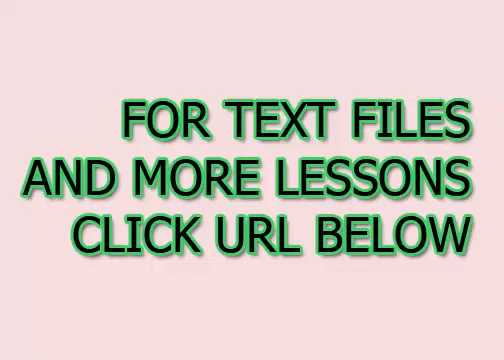 FOR TEXT FILES
AND MORE LESSONS
CLICK URL BELOW